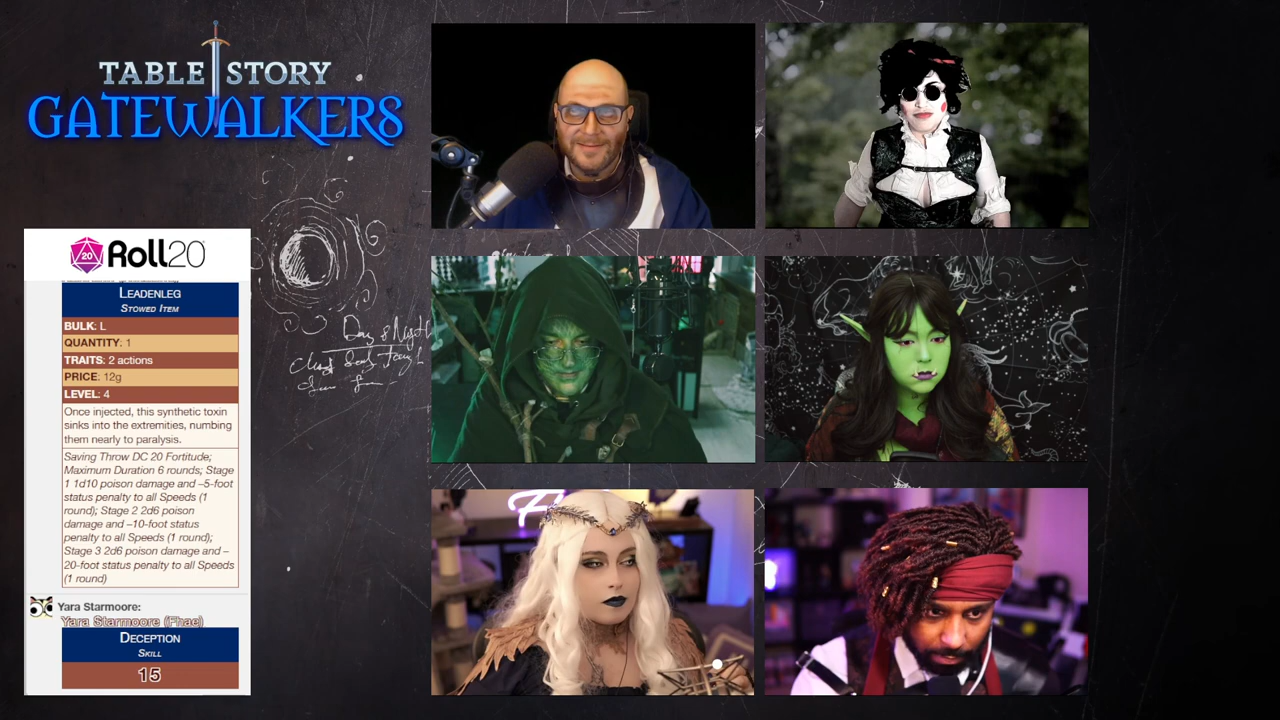 TABLE STORY
GATEWALKERS
20 Roll20
LEADENLEG
STOWED ITEM
BULK: L
QUANTITY: 1
TRAITS: 2 actions
PRICE: 12g
LEVEL: 4
Once injected, this synthetic toxin
sinks into the extremities, numbing
them nearly to paralysis.
Saving Throw DC 20 Fortitude;
Maximum Duration 6 rounds; Stage
1 1d10 poison damage and –5-foot
status penalty to all Speeds (1
round); Stage 2 2d6 poison
damage and –10-foot status
penalty to all Speeds (1 round);
Stage 3 2d6 poison damage and –
20-foot status penalty to all Speeds
(1 round)
Yara Starmoore:
Yara Starmoore (Phae)
DECEPTION
SKILL
15
Day & Night